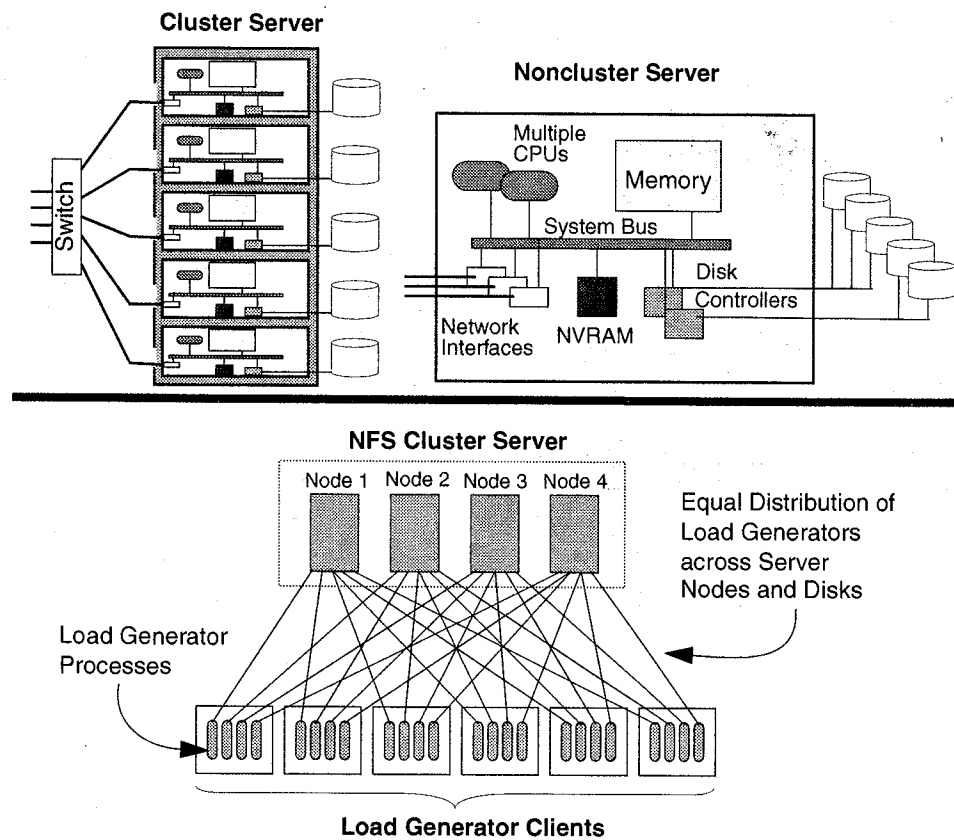 Cluster Server
Switch
Noncluster Server
Multiple
CPUs
Memory
System Bus
Disk
Controllers
Network
Interfaces
NVRAM
NFS Cluster Server
Node 1 Node 2 Node 3 Node 4
Equal Distribution of
Load Generators
across Server
Nodes and Disks
Load Generator
Processes
Load Generator Clients